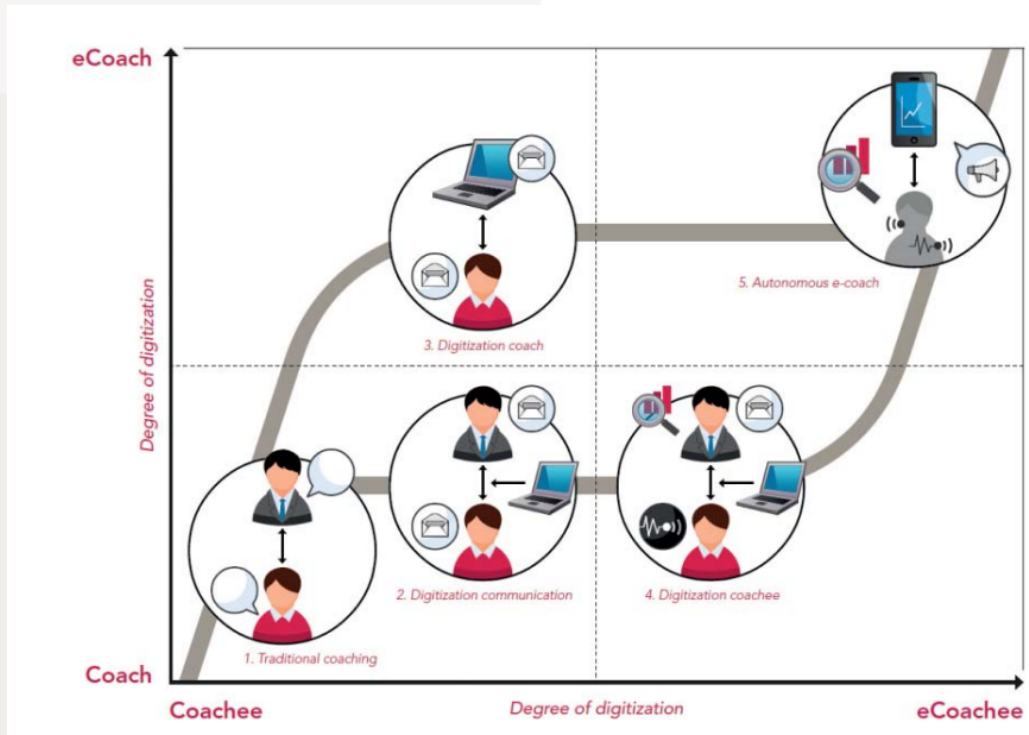 eCoach
5. Autonomous e-coach
3. Digitization coach
Degree of digitization
2. Digitization communication
4. Digitization coachee
1. Traditional coaching
Coach
Coachee
Degree of digitization
eCoachee